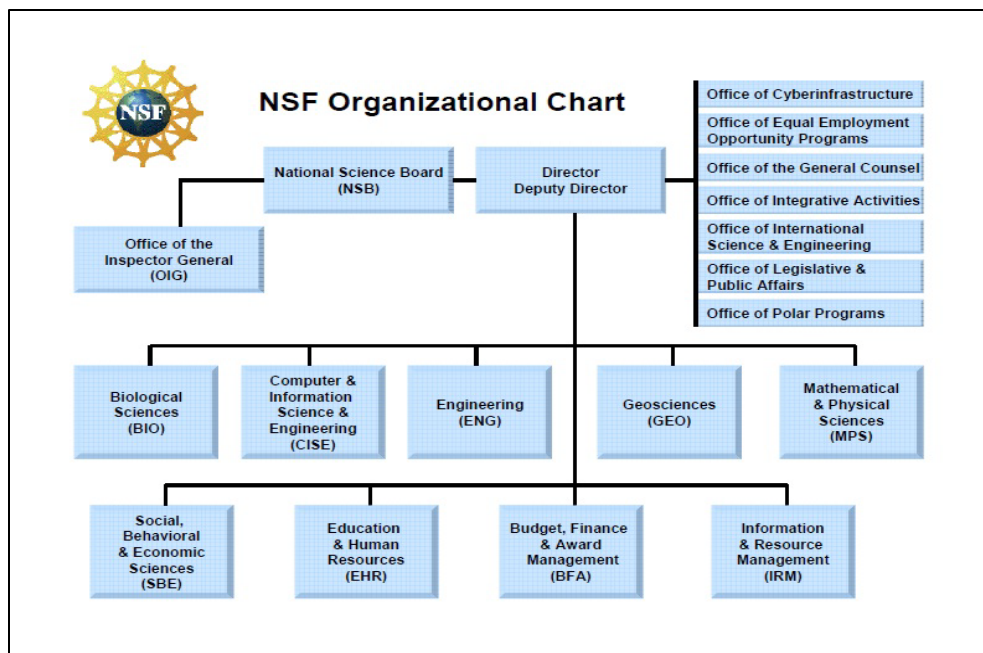 NSF
NSF Organizational Chart
Office of Cyberinfrastructure
Office of Equal Employment
Opportunity Programs
Office of the General Counsel
Office of Integrative Activities
Office of International
Science & Engineering
Office of Legislative &
Public Affairs
Office of Polar Programs
National Science Board
(NSB)
Director
Deputy Director
Office of the
Inspector General
(OIG)
Biological
Sciences
(BIO)
Computer &
Information
Science &
Engineering
(CISE)
Engineering
(ENG)
Geosciences
(GEO)
Mathematical
& Physical
Sciences
(MPS)
Social,
Behavioral
& Economic
Sciences
(SBE)
Education
& Human
Resources
(EHR)
Budget, Finance
& Award
Management
(BFA)
Information
& Resource
Management
(IRM)